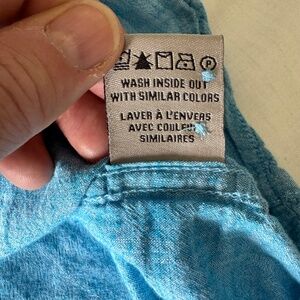 WASH INSIDE OUT
WITH SIMILAR COLORS
LAVER À L'ENVERS
AVEC COULEURS
SIMILAIRES